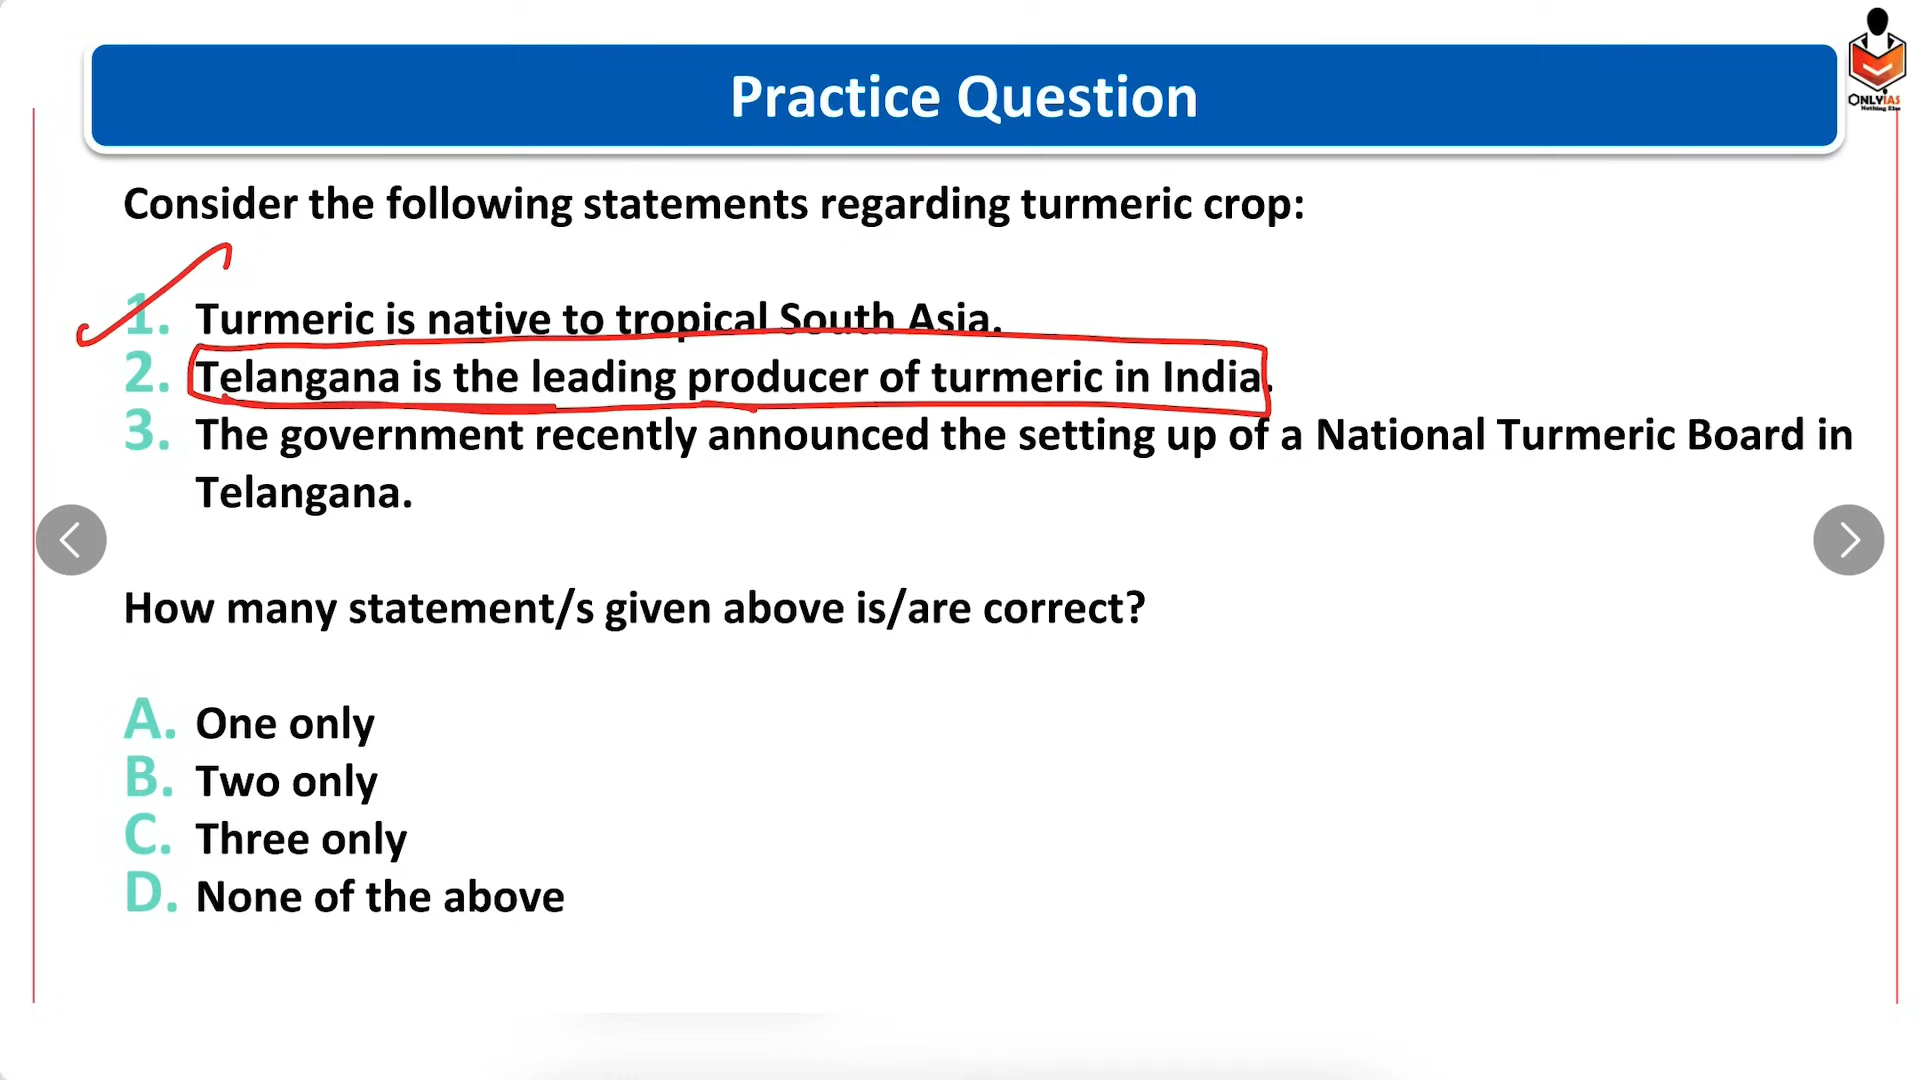 Practice Question
ONLYIAS
Nothing Else
Consider the following statements regarding turmeric crop:
1. Turmeric is native to tropical South Asia.
2. Telangana is the leading producer of turmeric in India.
3. The government recently announced the setting up of a National Turmeric Board in
Telangana.
How many statement/s given above is/are correct?
A. One only
B. Two only
C. Three only
D. None of the above